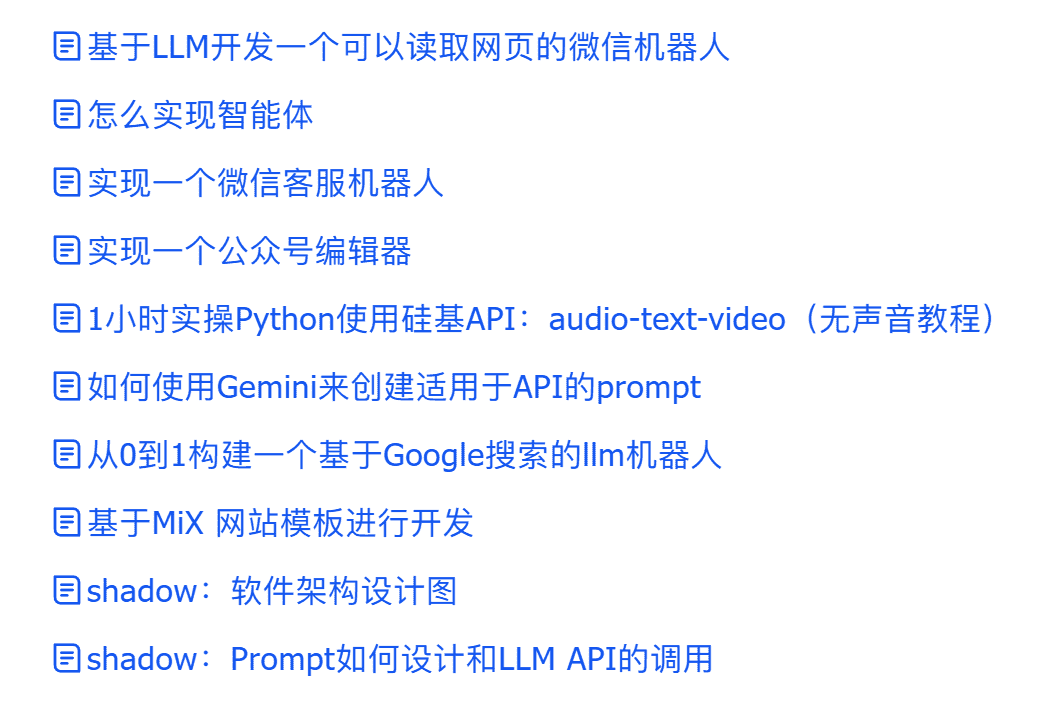 基于LLM开发一个可以读取网页的微信机器人
怎么实现智能体
实现一个微信客服机器人
实现一个公众号编辑器
1小时实操Python使用硅基API：audio-text-video（无声音教程）
如何使用Gemini来创建适用于API的prompt
从0到1构建一个基于Google搜索的llm机器人
基于MiX 网站模板进行开发
shadow：软件架构设计图
shadow：Prompt如何设计和LLM API的调用